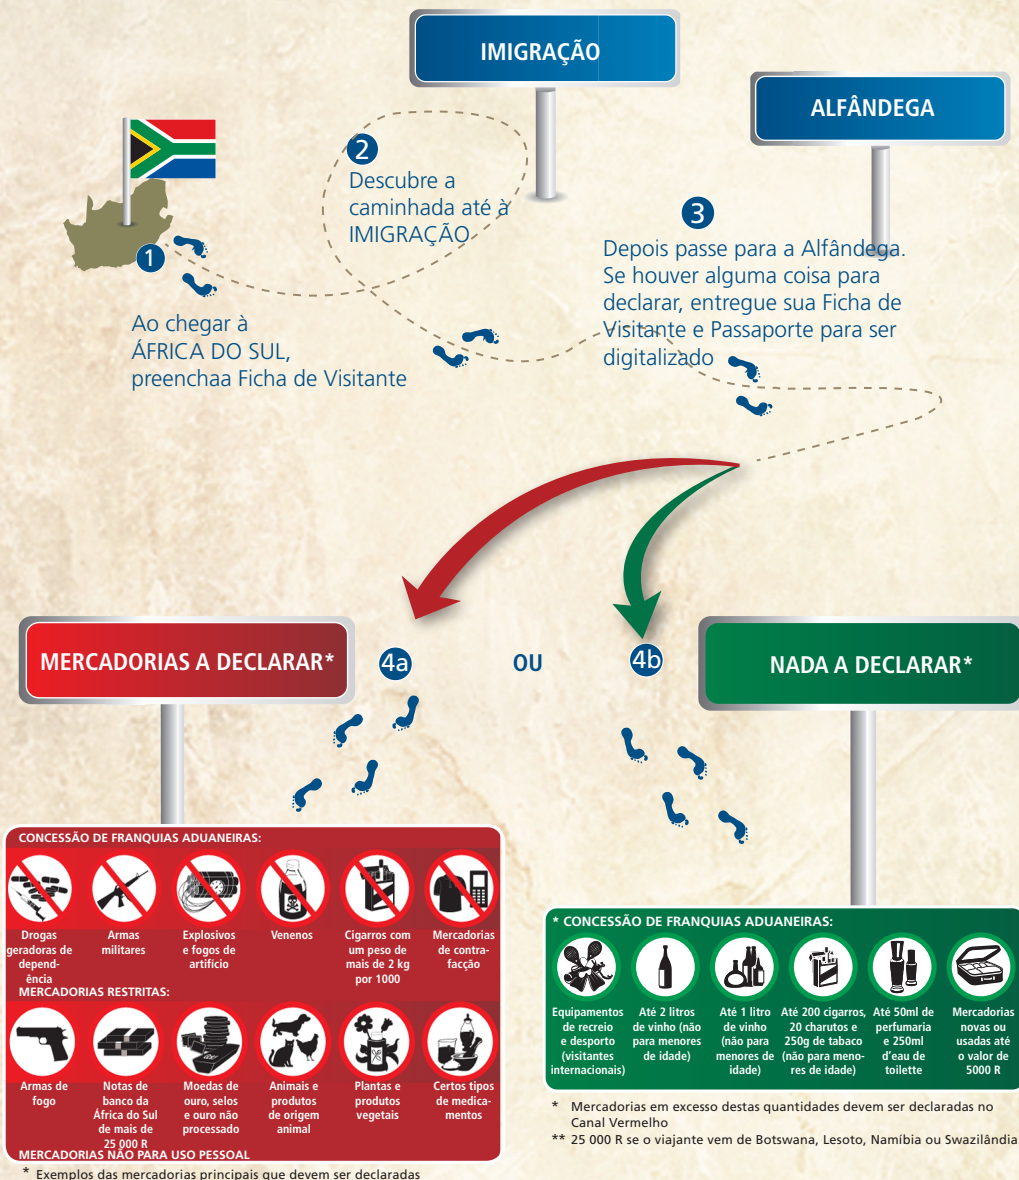 IMIGRAÇÃO
ALFÂNDEGA
1
Ao chegar à
ÁFRICA DO SUL,
preenchaa Ficha de Visitante
2
Descubre a
caminhada até à
IMIGRAÇÃO
3
Depois passe para a Alfândega.
Se houver alguma coisa para
declarar, entregue sua Ficha de
Visitante e Passaporte para ser
digitalizado
MERCADORIAS A DECLARAR*
4a
OU
4b
NADA A DECLARAR*
CONCESSÃO DE FRANQUIAS ADUANEIRAS:
Drogas
geradoras de
depend-
ência
Armas
militares
Explosivos
e fogos de
artifício
Venenos
Cigarros com
um peso de
mais de 2 kg
por 1000
Mercadorias
de contra-
facção
MERCADORIAS RESTRITAS:
Armas de
fogo
Notas de
banco da
África do Sul
de mais de
25 000 R
Moedas de
ouro, selos
e ouro não
processado
Animais e
produtos
de origem
animal
Plantas e
produtos
vegetais
Certos tipos
de medica-
mentos
MERCADORIAS NÃO PARA USO PESSOAL
* Exemplos das mercadorias principais que devem ser declaradas
* CONCESSÃO DE FRANQUIAS ADUANEIRAS:
Equipamentos
de recreio
e desporto
(visitantes
internacionais)
Até 2 litros
de vinho (não
para menores
de idade)
Até 1 litro
de vinho
(não para
menores de
idade)
Até 200 cigarros,
20 charutos e
250g de tabaco
(não para meno-
res de idade)
Até 50ml de
perfumaria
e 250ml
d'eau de
toilette
Mercadorias
novas ou
usadas até
o valor de
5000 R
* Mercadorias em excesso destas quantidades devem ser declaradas no
Canal Vermelho
** 25 000 R se o viajante vem de Botswana, Lesoto, Namíbia ou Swazilândia